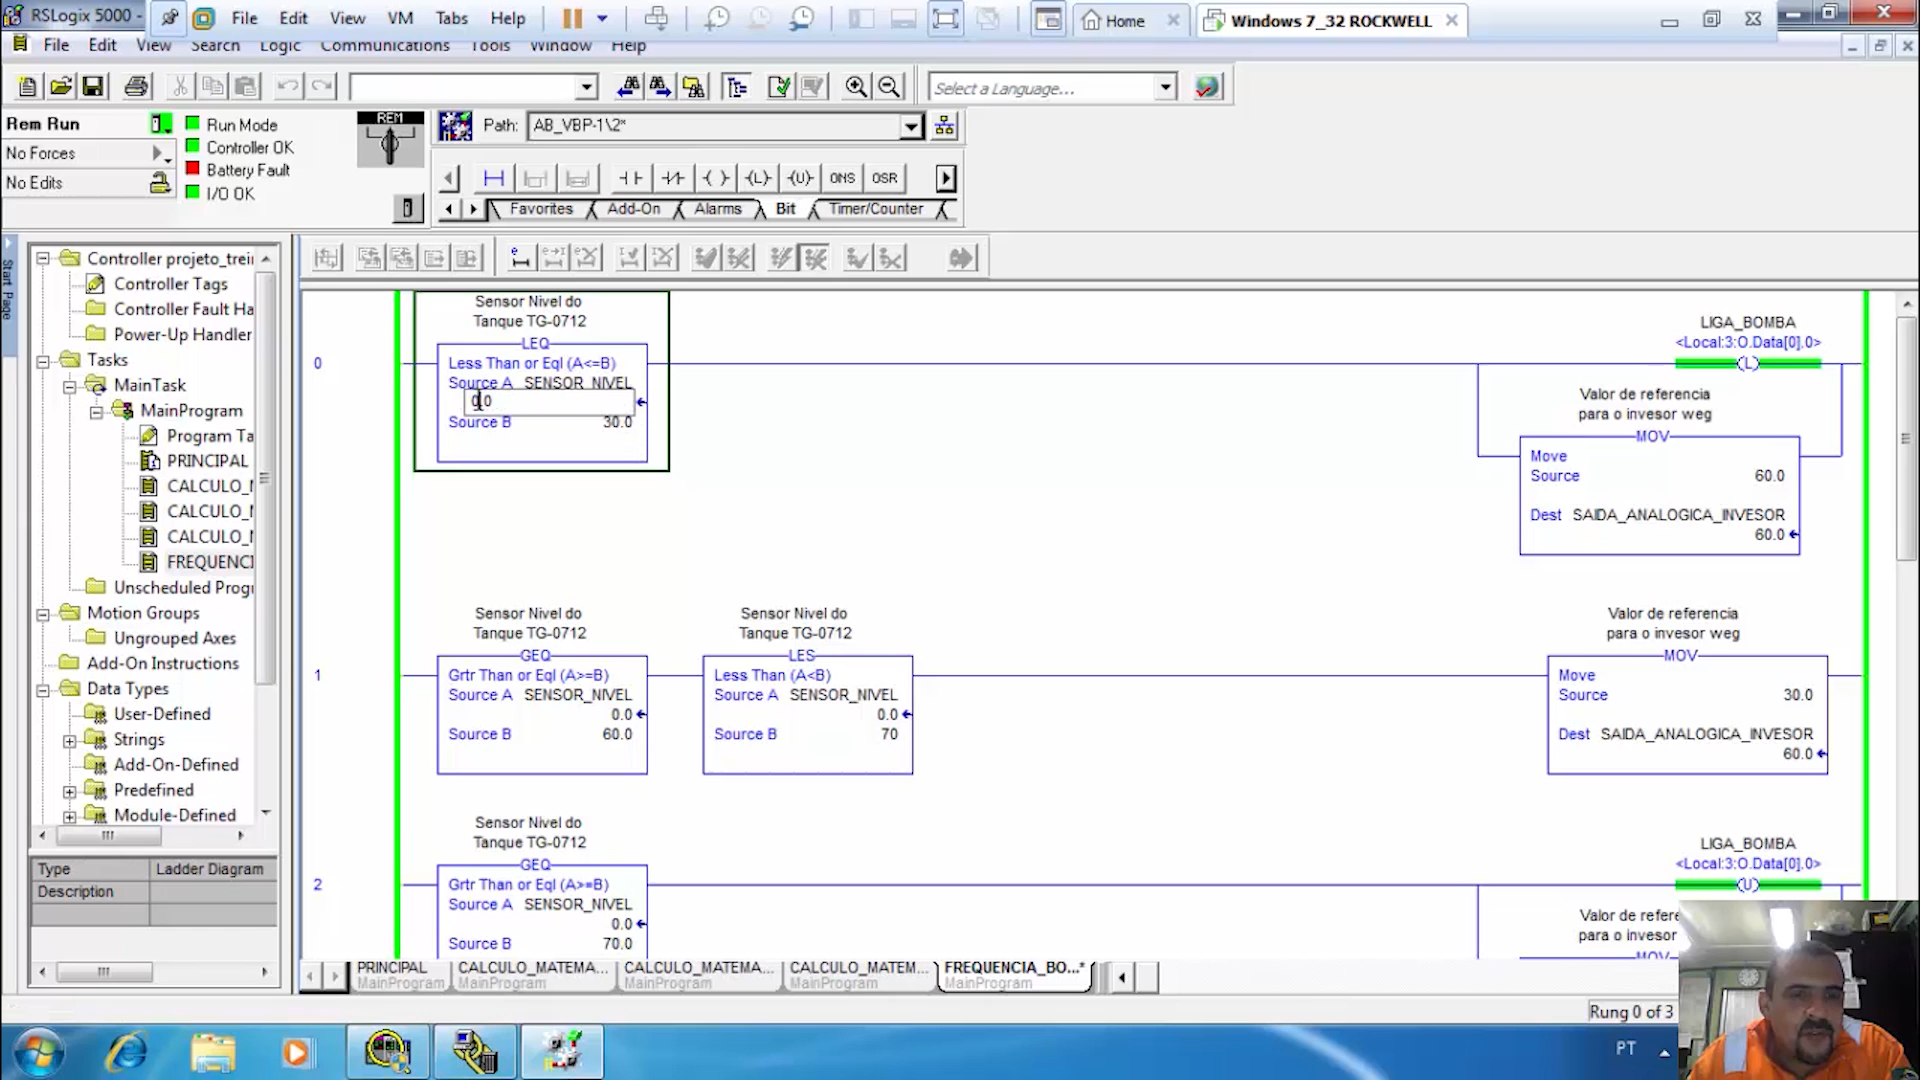 RSLogix 5000 -
File Edit View VM Tabs Help
Home
Windows 7_32 ROCKWELL
File Edit View Search Logic Communications Tools Window Help
Select a Language...
Rem Run
Run Mode
REM
Path: AB_VBP-1\2*
No Forces
Controller OK
Battery Fault
No Edits
I/O OK
ONS OSR
Favorites Add-On Alarms Bit Timer/Counter
Start Page
Controller projeto_trei
Controller Tags
Controller Fault Ha
Power-Up Handler
Tasks
MainTask
MainProgram
Program Ta
PRINCIPAL
CALCULO_
CALCULO_
CALCULO_
FREQUENCI
Unscheduled Prog
Motion Groups
Ungrouped Axes
Add-On Instructions
Data Types
User-Defined
Strings
Add-On-Defined
Predefined
Module-Defined
Type Ladder Diagram
Description
0
Sensor Nivel do
Tanque TG-0712
LEQ
Less Than or Eql (A<=B)
Source A SENSOR_NIVEL
0.0
Source B 30.0
LIGA_BOMBA
<Local:3:O.Data[0].0>
(L)
Valor de referencia
para o invesor weg
MOV
Move
Source 60.0
Dest SAIDA_ANALOGICA_INVESOR
60.0
1
Sensor Nivel do
Tanque TG-0712
GEQ
Grtr Than or Eql (A>=B)
Source A SENSOR_NIVEL
0.0
Source B 60.0
Sensor Nivel do
Tanque TG-0712
LES
Less Than (A<B)
Source A SENSOR_NIVEL
0.0
Source B 70
Valor de referencia
para o invesor weg
MOV
Move
Source 30.0
Dest SAIDA_ANALOGICA_INVESOR
60.0
2
Sensor Nivel do
Tanque TG-0712
GEQ
Grtr Than or Eql (A>=B)
Source A SENSOR_NIVEL
0.0
Source B 70.0
LIGA_BOMBA
<Local:3:O.Data[0].0>
(U)
Valor de refere
para o invesor
MOV
PRINCIPAL
MainProgram
CALCULO_MATEMA...
MainProgram
CALCULO_MATEMA...
MainProgram
CALCULO_MATEM...
MainProgram
FREQUENCIA_BO...*
MainProgram
Rung 0 of 3
PT